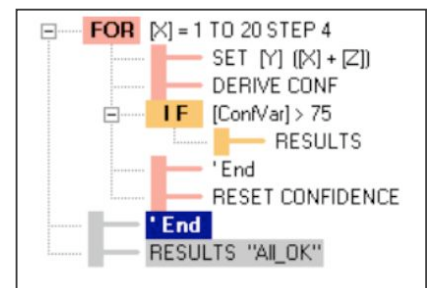 FOR [X] = 1 TO 20 STEP 4
SET [Y] ([X] + [Z])
DERIVE CONF
IF [ConfVar] > 75
RESULTS
' End
RESET CONFIDENCE
' End
RESULTS "All_OK"